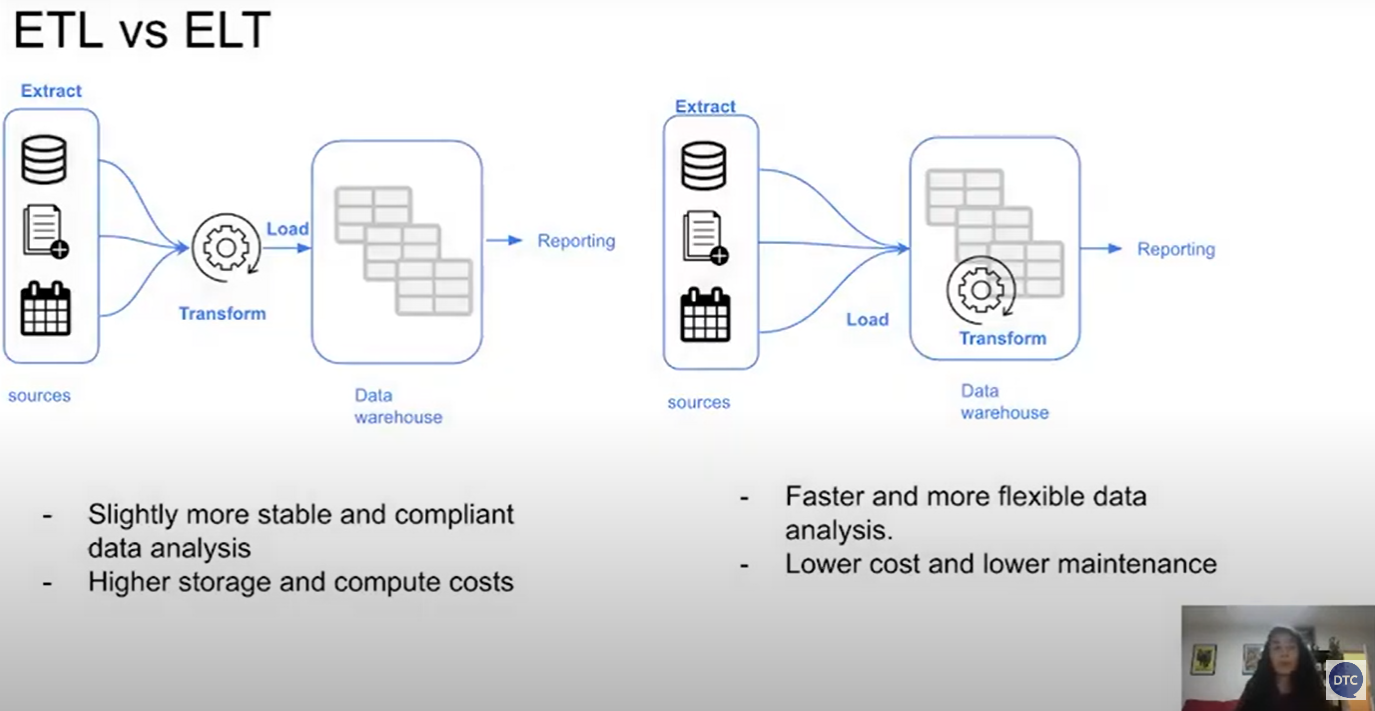 ETL vs ELT
Extract
Load
Transform
sources
Data
warehouse
Reporting
Extract
Load
Transform
sources
Data
warehouse
Reporting
- Slightly more stable and compliant
data analysis
- Higher storage and compute costs
- Faster and more flexible data
analysis.
- Lower cost and lower maintenance
DTC